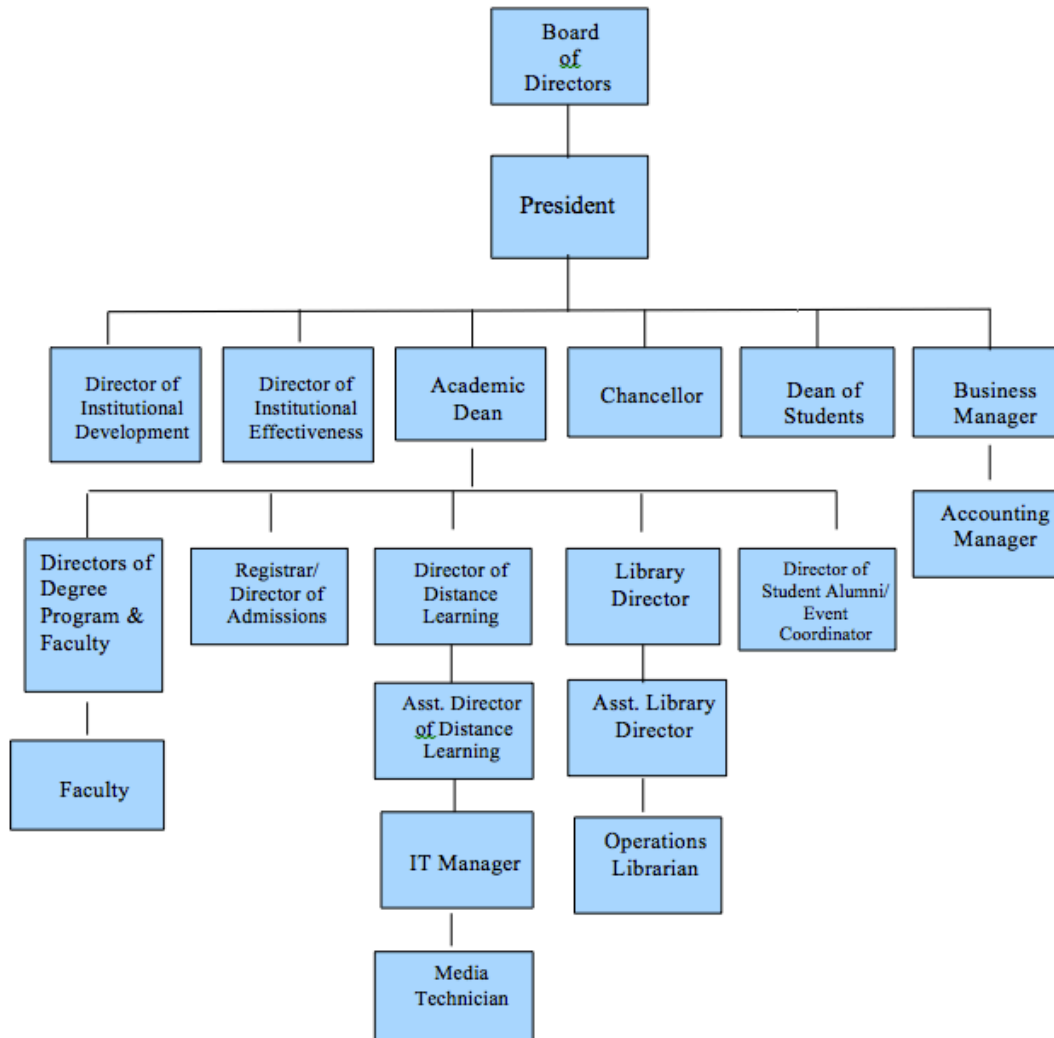 Board
of
Directors
President
Director of
Institutional
Development
Director of
Institutional
Effectiveness
Academic
Dean
Chancellor
Dean of
Students
Business
Manager
Accounting
Manager
Directors of
Degree
Program &
Faculty
Registrar/
Director of
Admissions
Director of
Distance
Learning
Library
Director
Director of
Student Alumni/
Event
Coordinator
Asst. Director
of Distance
Learning
Asst. Library
Director
Faculty
IT Manager
Operations
Librarian
Media
Technician